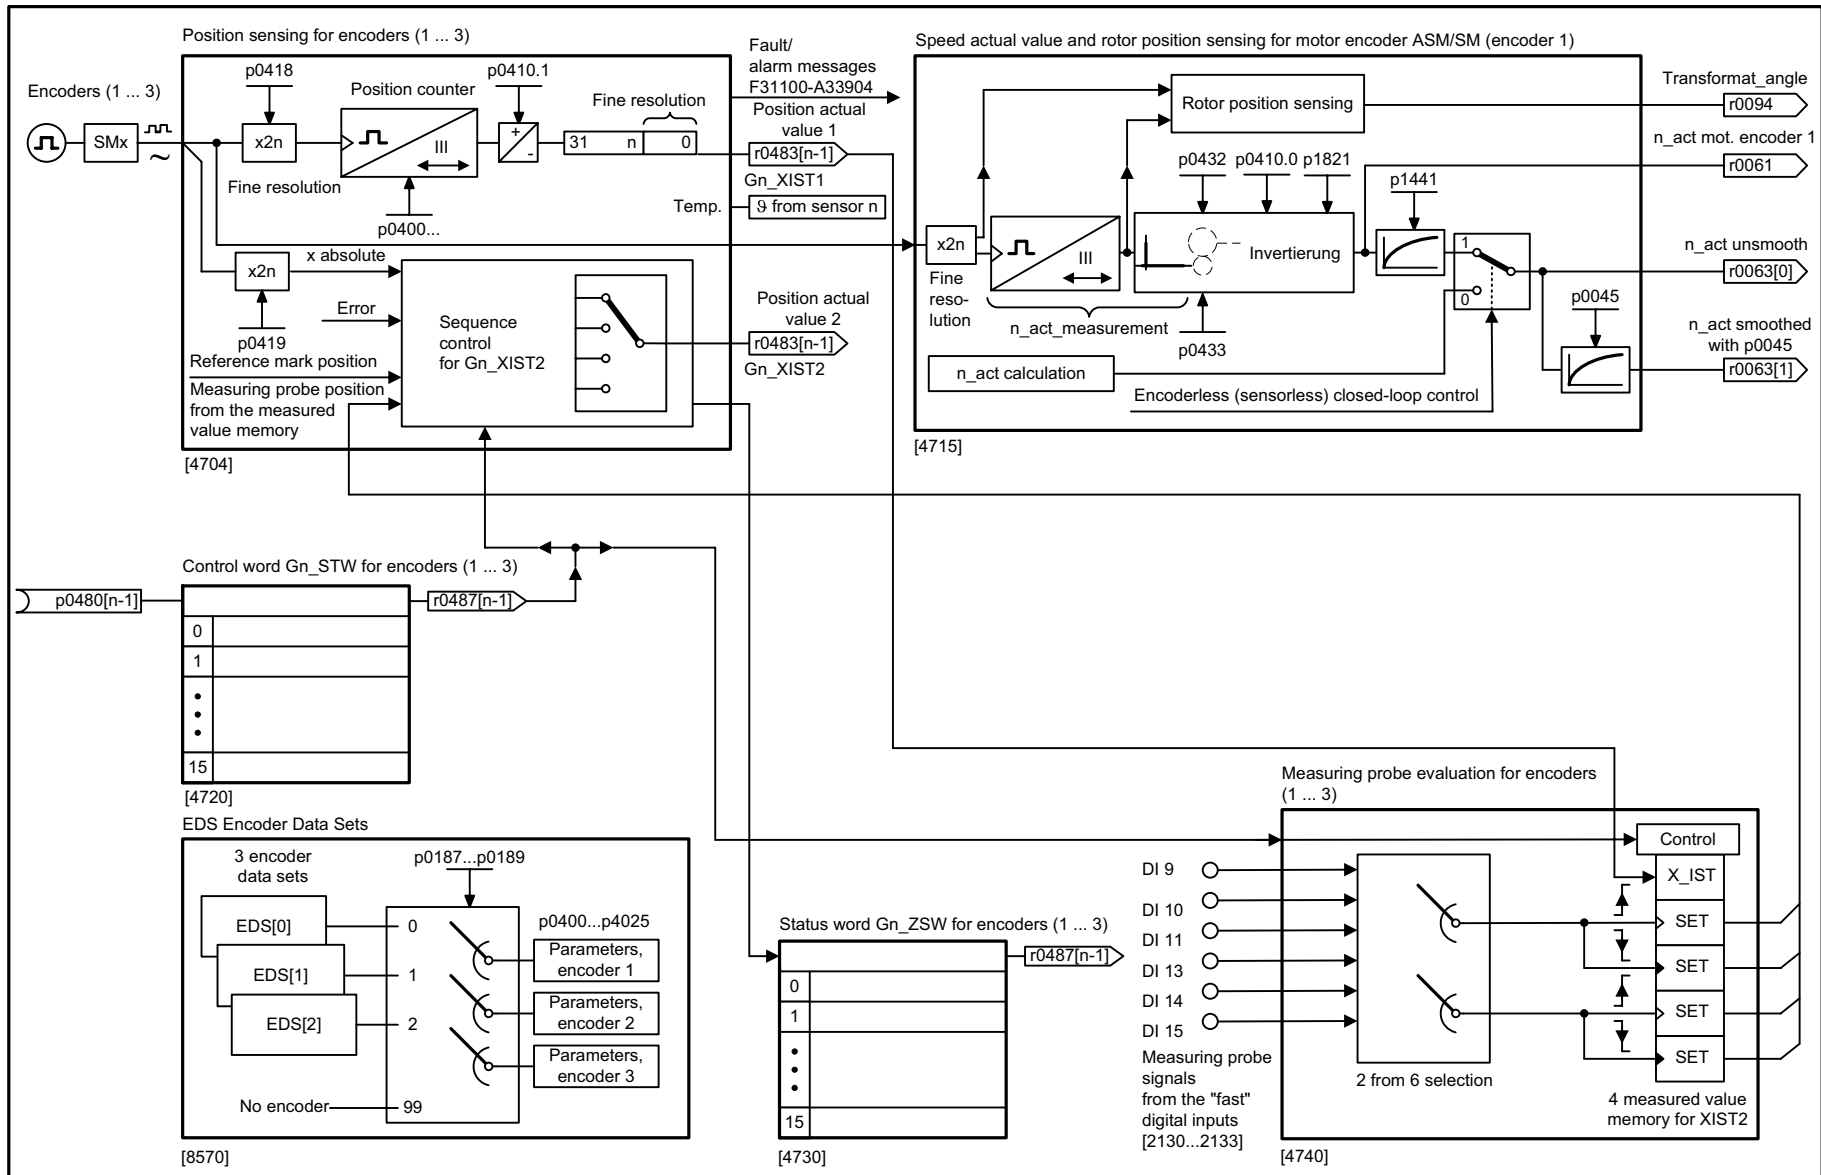 Position sensing for encoders (1 ... 3)
Encoders (1 ... 3)
SMx
p0418
x2n
Fine resolution
Position counter
III
p0400...
p0410.1
+
-
Fine resolution
31 n 0
Fault/
alarm messages
F31100-A33904
Position actual
value 1
r0483[n-1]
Gn_XIST1
Temp.
ϑ from sensor n
x2n
p0419
x absolute
Error
Reference mark position
Measuring probe position
from the measured
value memory
Sequence
control
for Gn_XIST2
Position actual
value 2
r0483[n-1]
Gn_XIST2
[4704]
Speed actual value and rotor position sensing for motor encoder ASM/SM (encoder 1)
Rotor position sensing
Transformat_angle
r0094
n_act mot. encoder 1
r0061
p0432
p0410.0
p1821
p1441
x2n
Fine
reso-
lution
III
Invertierung
n_act_measurement
p0433
1
0
n_act unsmooth
r0063[0]
p0045
n_act smoothed
with p0045
r0063[1]
n_act calculation
Encoderless (sensorless) closed-loop control
[4715]
Control word Gn_STW for encoders (1 ... 3)
p0480[n-1]
r0487[n-1]
0
1
15
[4720]
EDS Encoder Data Sets
3 encoder
data sets
p0187...p0189
EDS[0]
EDS[1]
EDS[2]
0
1
2
No encoder
99
p0400...p4025
Parameters,
encoder 1
Parameters,
encoder 2
Parameters,
encoder 3
[8570]
Status word Gn_ZSW for encoders (1 ... 3)
r0487[n-1]
0
1
15
[4730]
Measuring probe evaluation for encoders
(1 ... 3)
Control
X_IST
SET
SET
SET
SET
DI 9
DI 10
DI 11
DI 13
DI 14
DI 15
Measuring probe
signals
from the "fast"
digital inputs
[2130...2133]
2 from 6 selection
4 measured value
memory for XIST2
[4740]